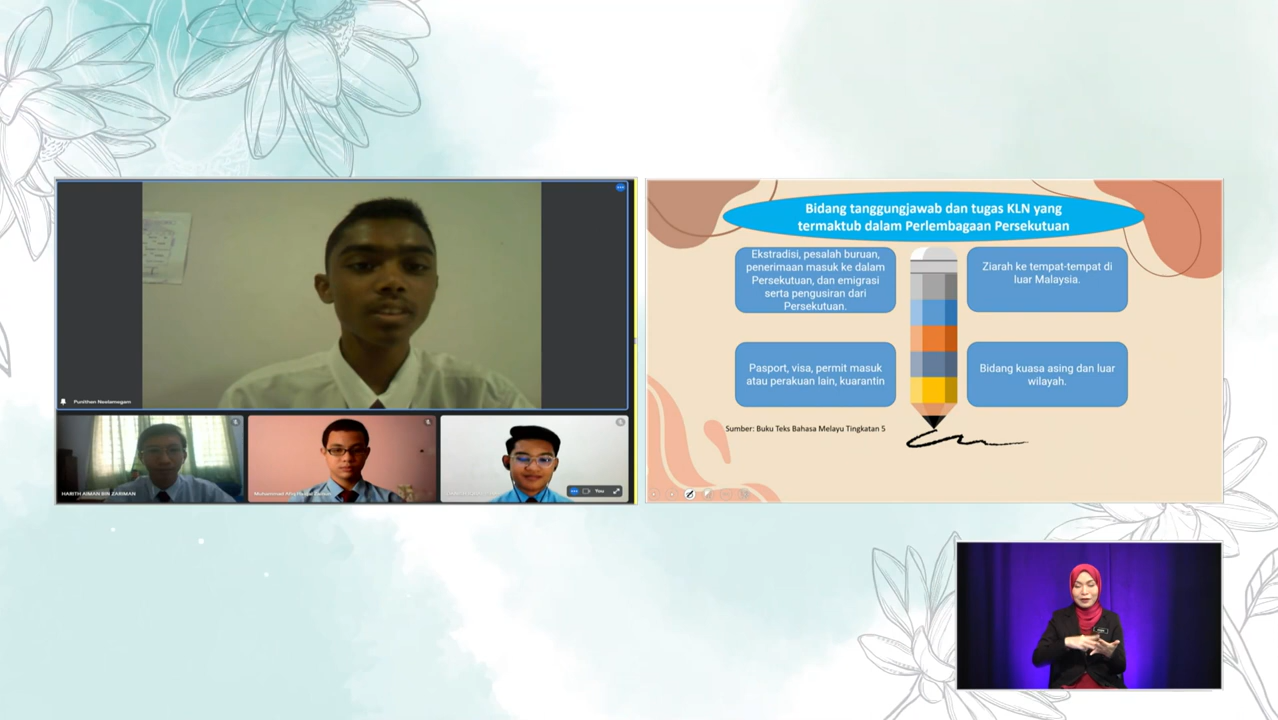 Punithan Nesternegam
HARITH AIMAN BIN ZARIMAN
You
Bidang tanggungjawab dan tugas KLN yang
termaktub dalam Perlembagaan Persekutuan
Ekstradisi, pesalah buruan,
penerimaan masuk ke dalam
Persekutuan, dan emigrasi
serta pengusiran dari
Persekutuan.
Ziarah ke tempat-tempat di
luar Malaysia.
Pasport, visa, permit masuk
atau perakuan lain, kuarantin
Bidang kuasa asing dan luar
wilayah.
Sumber: Buku Teks Bahasa Melayu Tingkatan 5